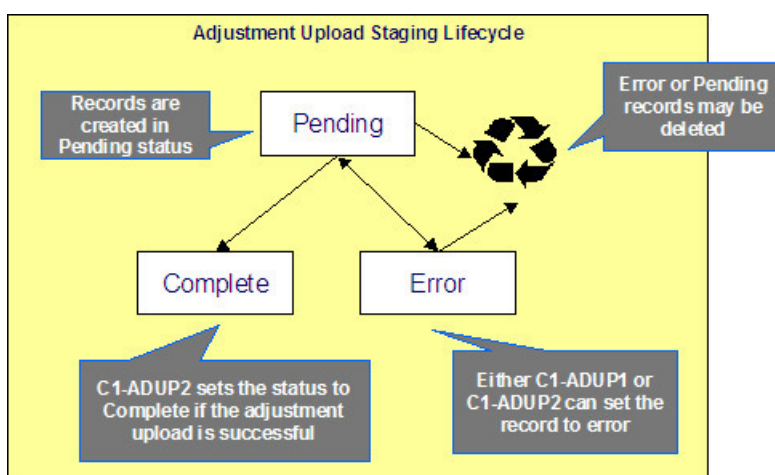 Adjustment Upload Staging Lifecycle
Records are
created in
Pending status
Pending
Error or Pending
records may be
deleted
Complete
Error
C1-ADUP2 sets the status to
Complete if the adjustment
upload is successful
Either C1-ADUP1 or
C1-ADUP2 can set the
record to error